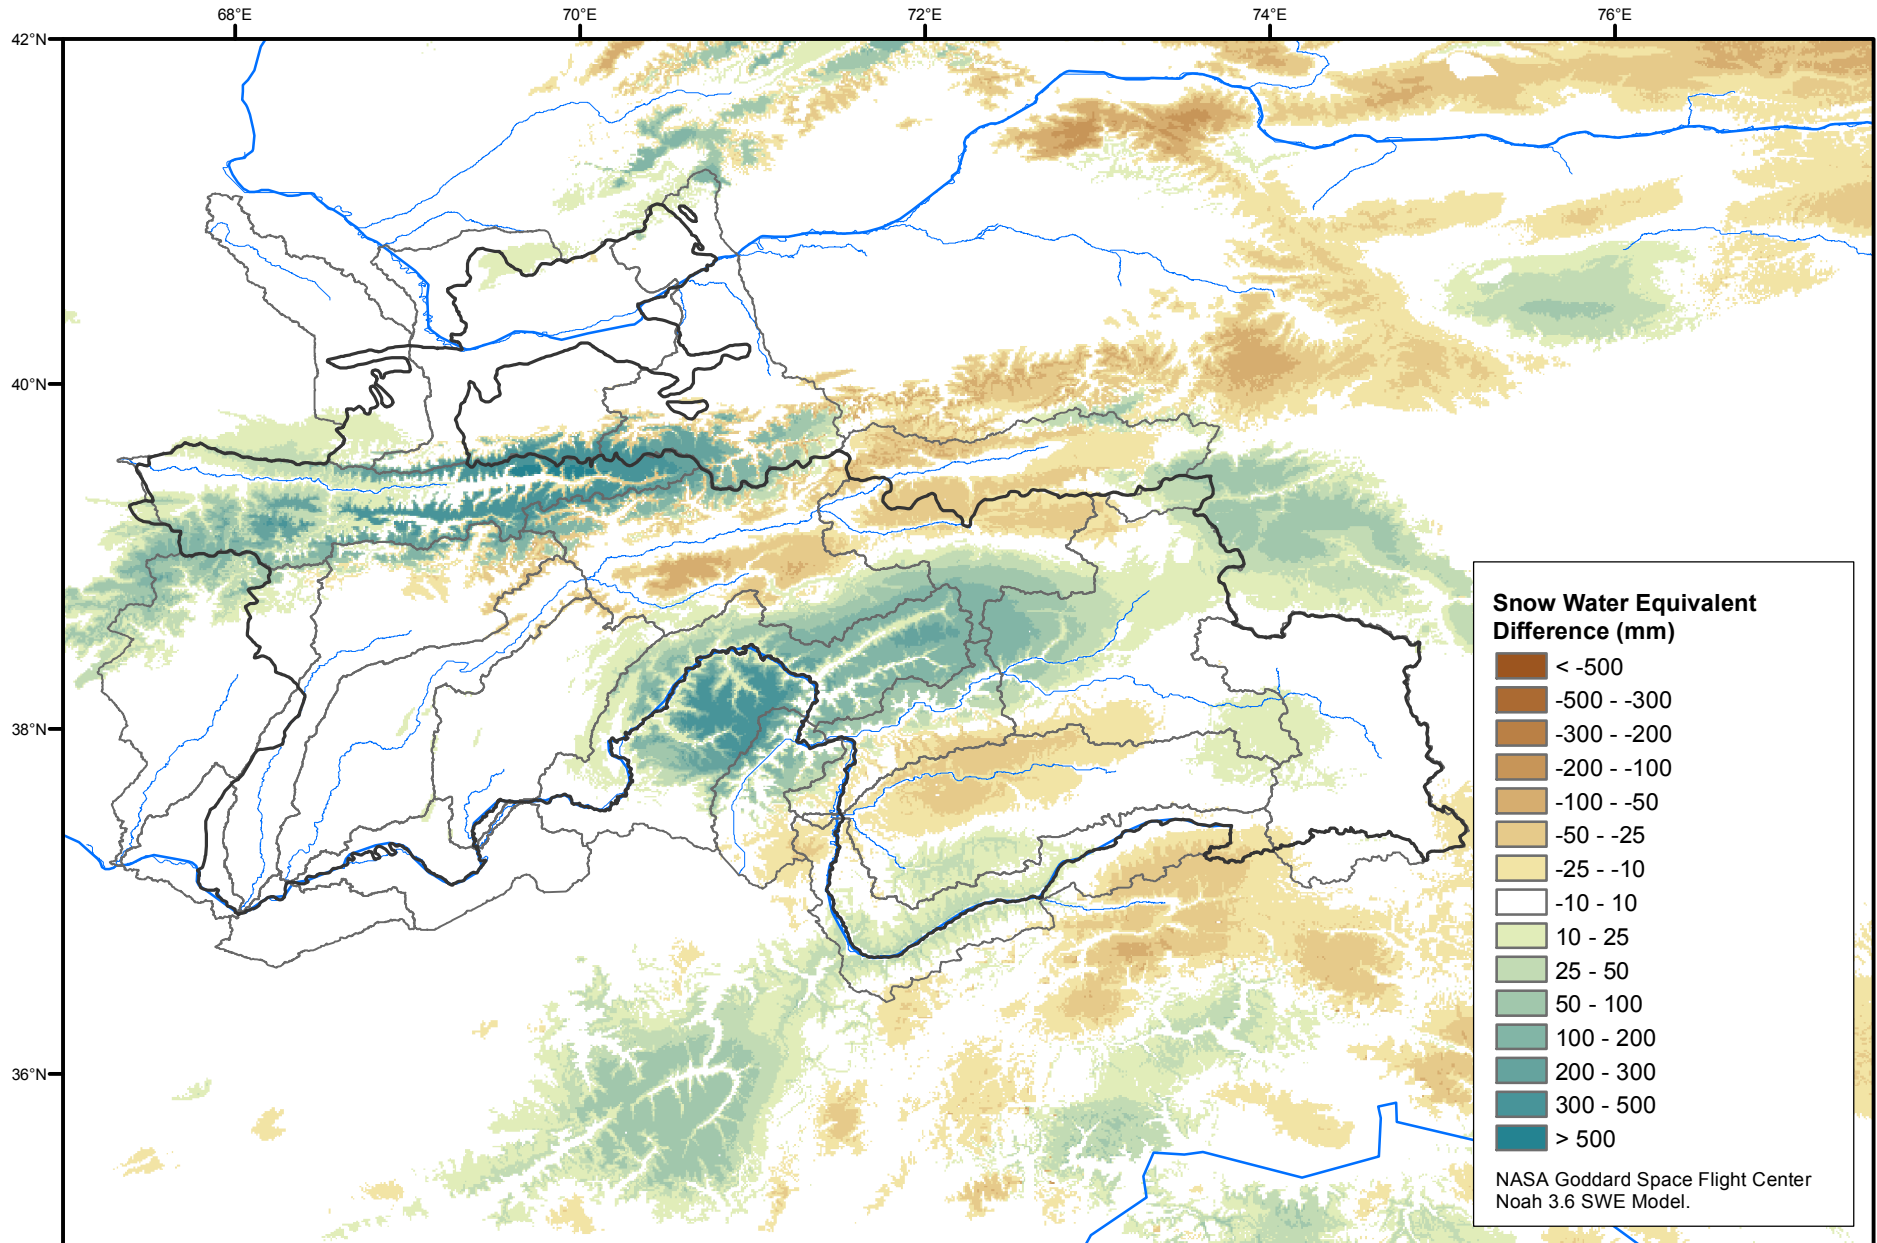 68°E
70°E
72°E
74°E
76°E
42°N
40°N
38°N
36°N
Snow Water Equivalent
Difference (mm)
< -500
-500 - -300
-300 - -200
-200 - -100
-100 - -50
-50 - -25
-25 - -10
-10 - 10
10 - 25
25 - 50
50 - 100
100 - 200
200 - 300
300 - 500
> 500
NASA Goddard Space Flight Center
Noah 3.6 SWE Model.